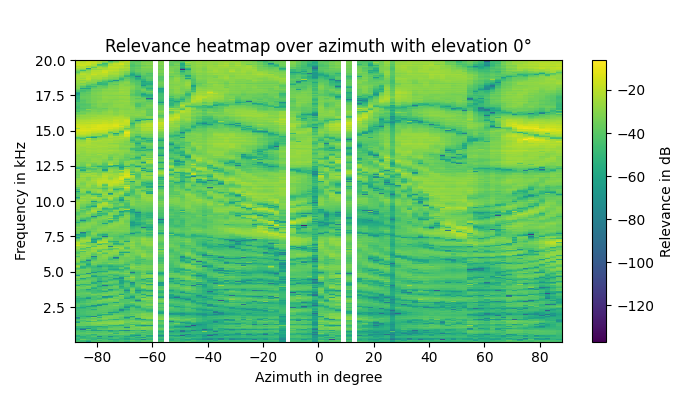 Relevance heatmap over azimuth with elevation 0°
20.0
17.5
15.0
12.5
10.0
7.5
5.0
2.5
Frequency in kHz
−80 −60 −40 −20 0 20 40 60 80
Azimuth in degree
−20
−40
−60
−80
−100
−120
Relevance in dB